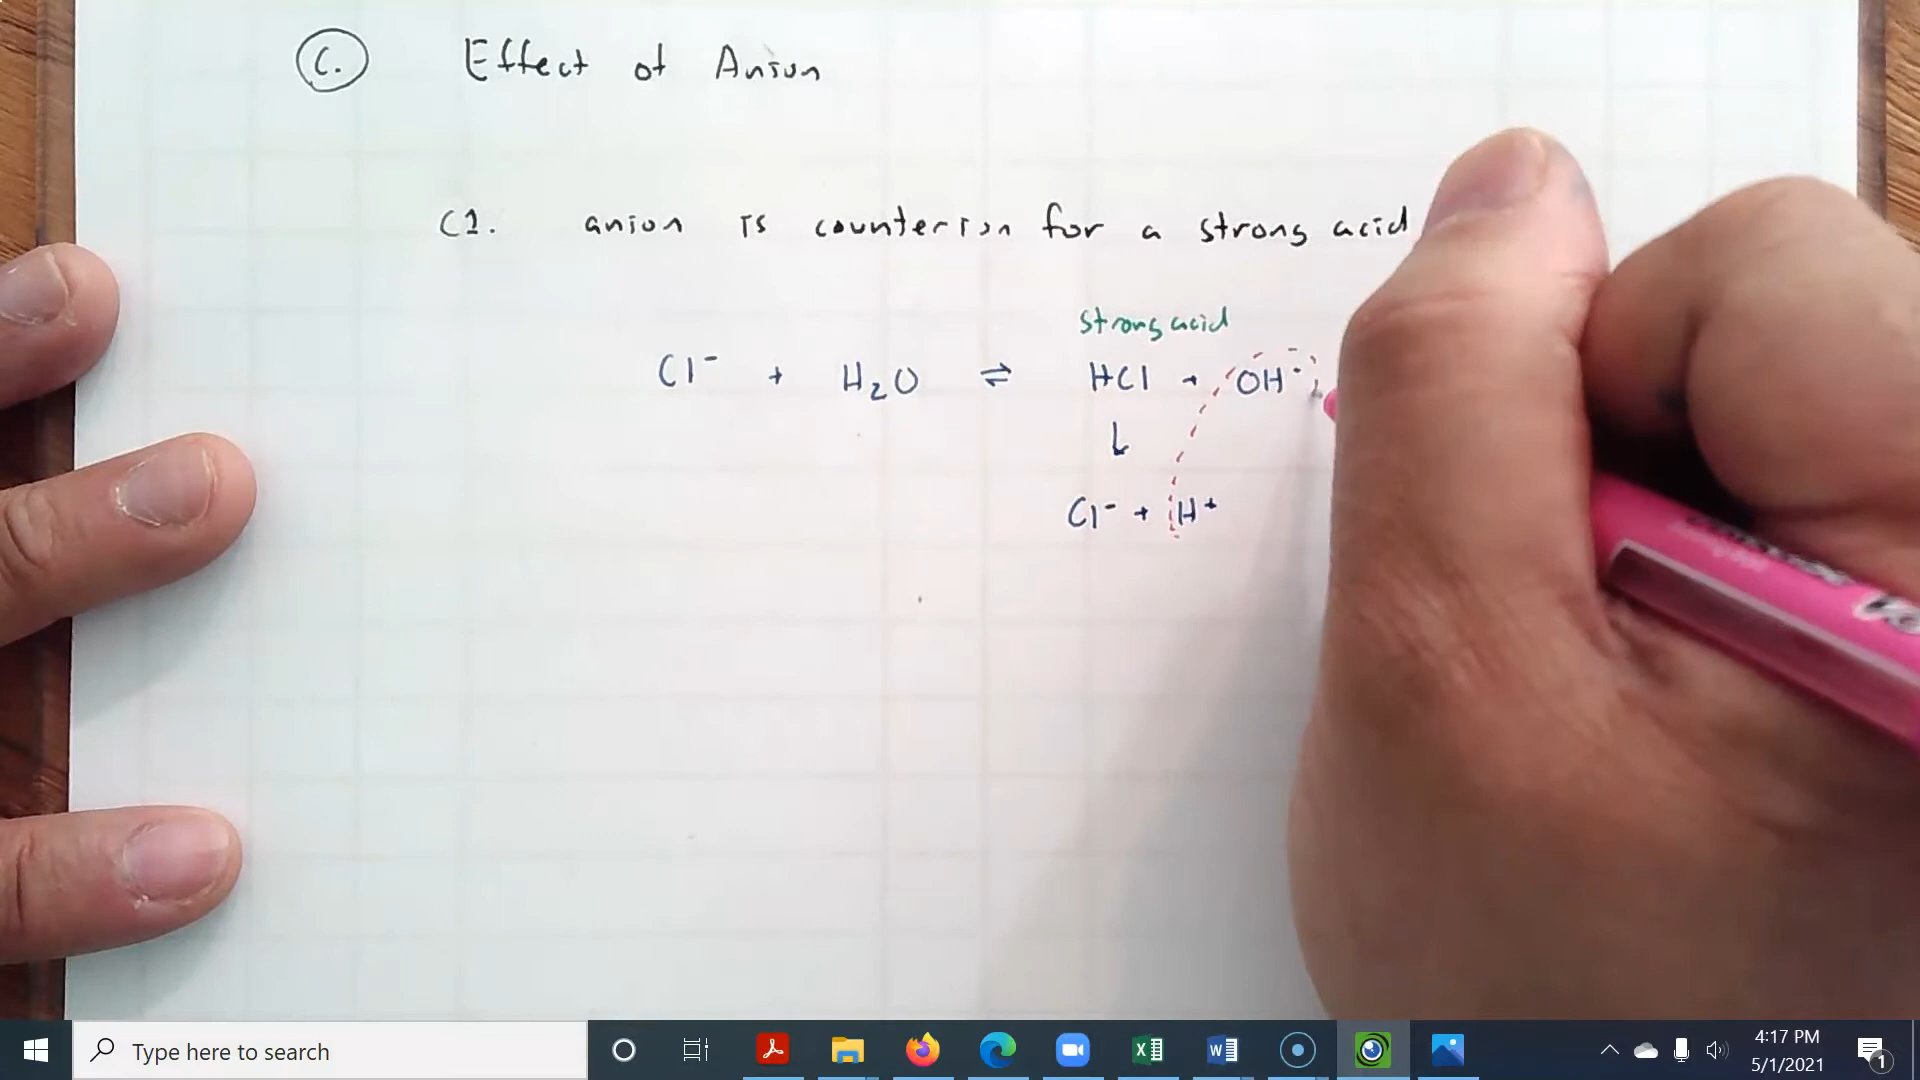 C. Effect of Anion
C1. anion is counterion for a strong acid
strong acid
Cl⁻ + H₂O ⇌ HCl + OH⁻
↓
Cl⁻ + H⁺
Type here to search
4:17 PM
5/1/2021
1